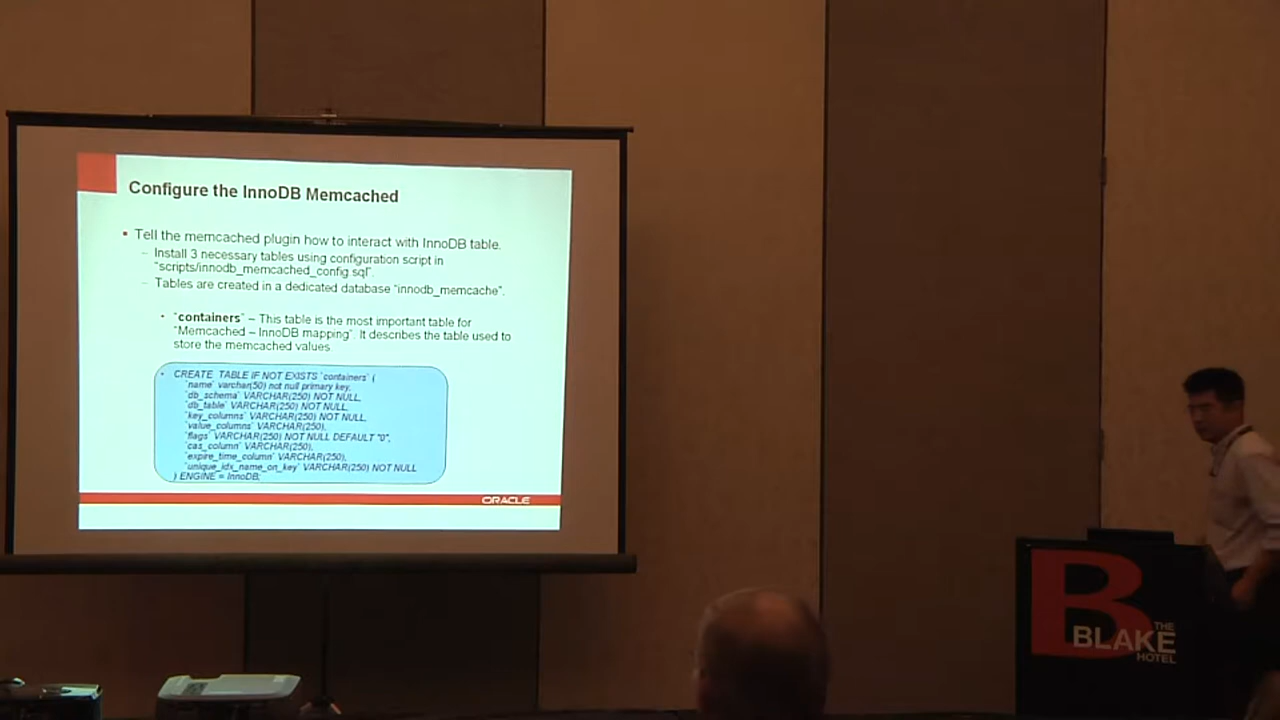 Configure the InnoDB Memcached
Tell the memcached plugin how to interact with InnoDB table.
– Install 3 necessary tables using configuration script in
"scripts/innodb_memcached_config.sql".
– Tables are created in a dedicated database "innodb_memcache".
• "containers" – This table is the most important table for
"Memcached – InnoDB mapping". It describes the table used to
store the memcached values.
• CREATE TABLE IF NOT EXISTS `containers` (
`name` varchar(50) not null primary key,
`db_schema` VARCHAR(250) NOT NULL,
`db_table` VARCHAR(250) NOT NULL,
`key_columns` VARCHAR(250) NOT NULL,
`value_columns` VARCHAR(250),
`flags` VARCHAR(250) NOT NULL DEFAULT "0",
`cas_column` VARCHAR(250),
`expire_time_column` VARCHAR(250),
`unique_idx_name_on_key` VARCHAR(250) NOT NULL
) ENGINE = InnoDB;
ORACLE
B
THE
BLAKE
HOTEL